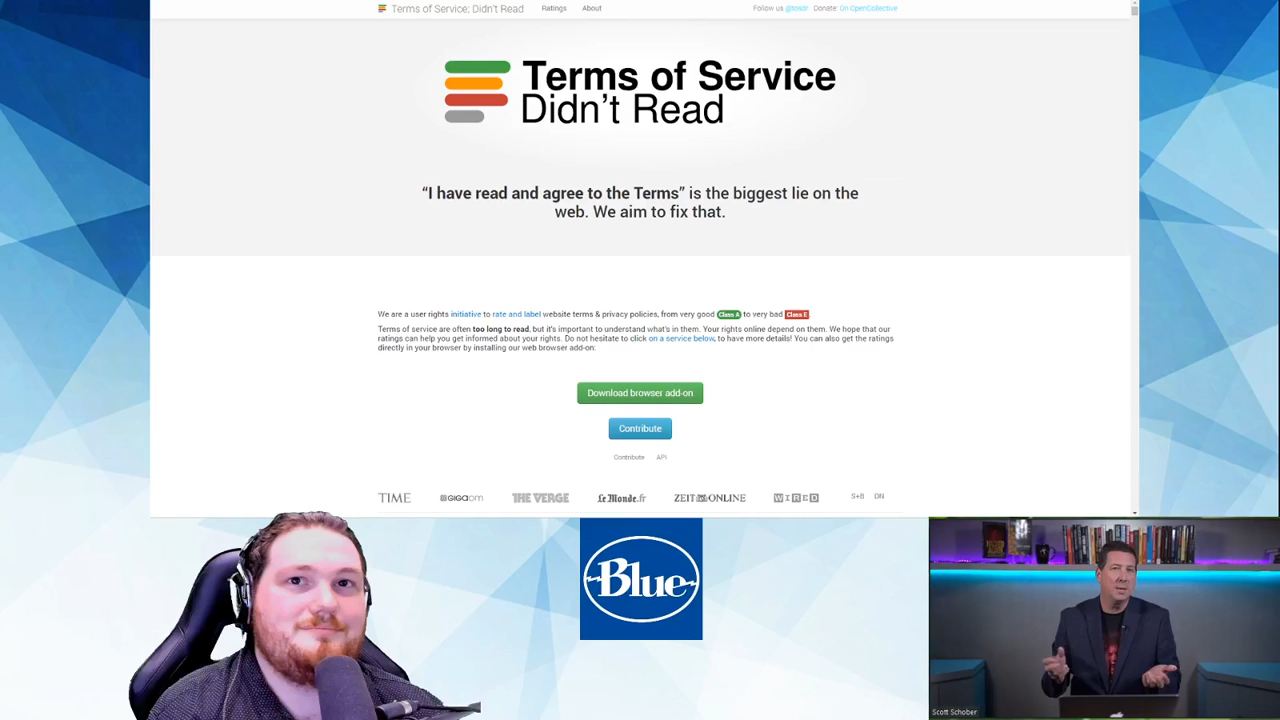 Terms of Service; Didn't Read Ratings About Follow us @tosdr Donate: On OpenCollective
Terms of Service
Didn't Read
“I have read and agree to the Terms” is the biggest lie on the
web. We aim to fix that.
We are a user rights initiative to rate and label website terms & privacy policies, from very good Class A to very bad Class E
Terms of service are often too long to read, but it's important to understand what's in them. Your rights online depend on them. We hope that our
ratings can help you get informed about your rights. Do not hesitate to click on a service below, to have more details! You can also get the ratings
directly in your browser by installing our web browser add-on:
Download browser add-on
Contribute
Contribute API
TIME GIGAOM THE VERGE Le Monde.fr ZEIT ONLINE WIRED S+B DN
Blue
Scott Schober